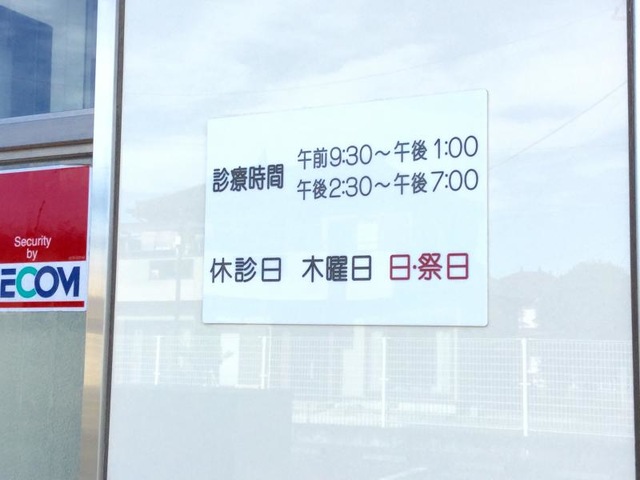 診療時間 午前9:30～午後1:00
午後2:30～午後7:00
休診日 木曜日 日·祭日
Security
by
ECOM